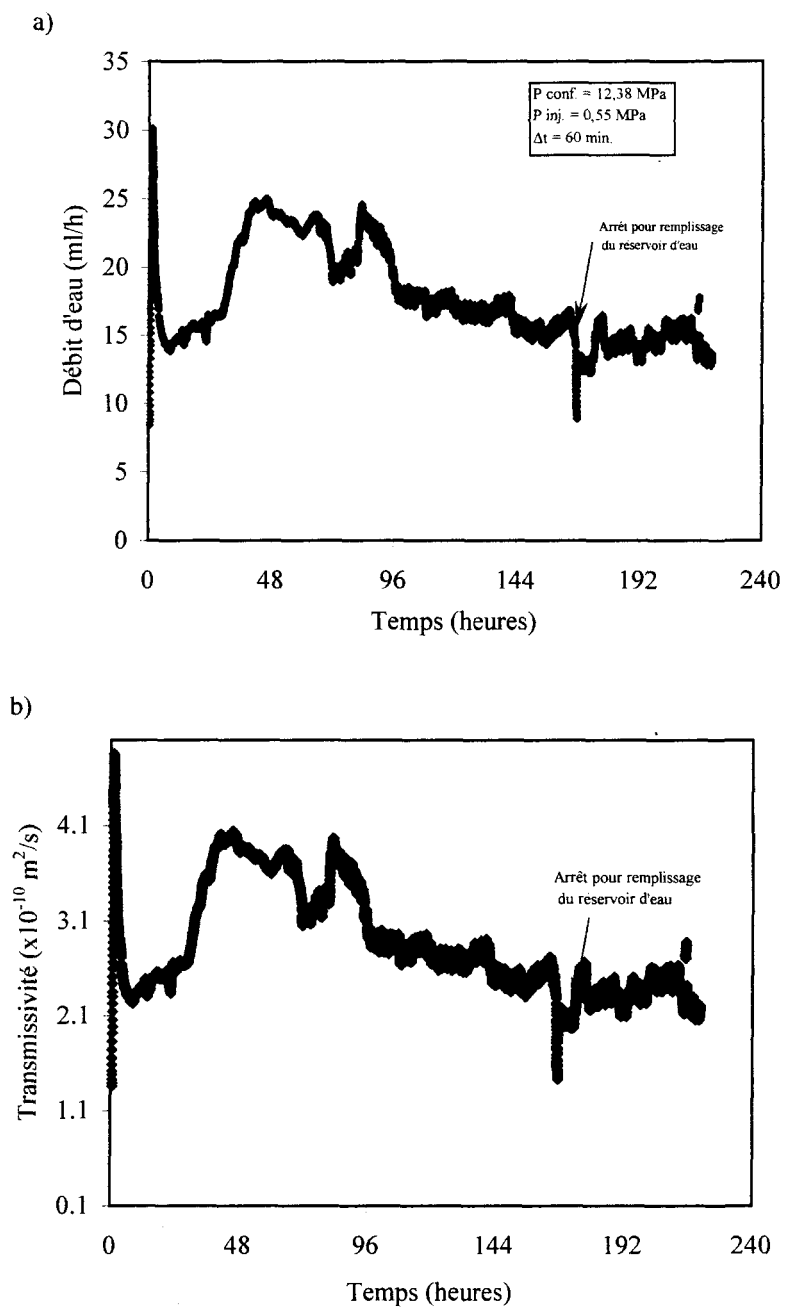 a)
35
30
25
20
15
10
5
0
Débit d'eau (ml/h)
P conf. = 12,38 MPa
P inj. = 0,55 MPa
Δt = 60 min.
Arrêt pour remplissage
du réservoir d'eau
0 48 96 144 192 240
Temps (heures)
b)
4.1
3.1
2.1
1.1
0.1
Transmissivité (x10⁻¹⁰ m²/s)
Arrêt pour remplissage
du réservoir d'eau
0 48 96 144 192 240
Temps (heures)